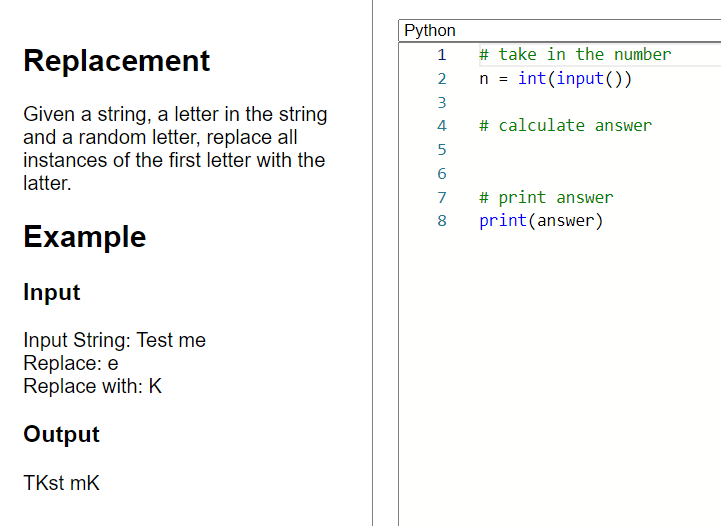 Replacement
Given a string, a letter in the string
and a random letter, replace all
instances of the first letter with the
latter.
Example
Input
Input String: Test me
Replace: e
Replace with: K
Output
TKst mK
Python
1 # take in the number
2 n = int(input())
3
4 # calculate answer
5
6
7 # print answer
8 print(answer)